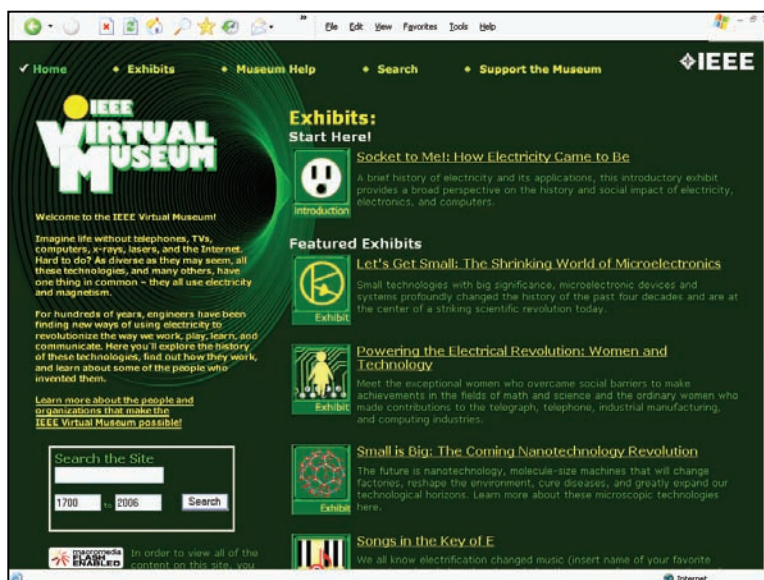 File Edit View Favorites Tools Help
Home Exhibits Museum Help Search Support the Museum
IEEE
IEEE
VIRTUAL
MUSEUM
Welcome to the IEEE Virtual Museum!
Imagine life without telephones, TVs,
computers, x-rays, lasers, and the Internet.
Hard to do? As diverse as they may seem, all
these technologies, and many others, have
one thing in common – they all use electricity
and magnetism.
For hundreds of years, engineers have been
finding new ways of using electricity to
revolutionize the way we work, play, learn, and
communicate. Here you'll explore the history
of these technologies, find out how they work,
and learn about some of the people who
invented them.
Learn more about the people and
organizations that make the
IEEE Virtual Museum possible!
Search the Site
1700 to 2006 Search
macromedia
FLASH
ENABLED
In order to view all of the
content on this site, you
Exhibits:
Start Here!
Introduction
Socket to Me!: How Electricity Came to Be
A brief history of electricity and its applications, this introductory exhibit
provides a broad perspective on the history and social impact of electricity,
electronics, and computers.
Featured Exhibits
Exhibit
Let's Get Small: The Shrinking World of Microelectronics
Small technologies with big significance, microelectronic devices and
systems profoundly changed the history of the past four decades and are at
the center of a striking scientific revolution today.
Exhibit
Powering the Electrical Revolution: Women and
Technology
Meet the exceptional women who overcame social barriers to make
achievements in the fields of math and science and the ordinary women who
made contributions to the telegraph, telephone, industrial manufacturing,
and computing industries.
Exhibit
Small is Big: The Coming Nanotechnology Revolution
The future is nanotechnology, molecule-size machines that will change
factories, reshape the environment, cure diseases, and greatly expand our
technological horizons. Learn more about these microscopic technologies
here.
Songs in the Key of E
We all know electrification changed music (insert name of your favorite
Internet